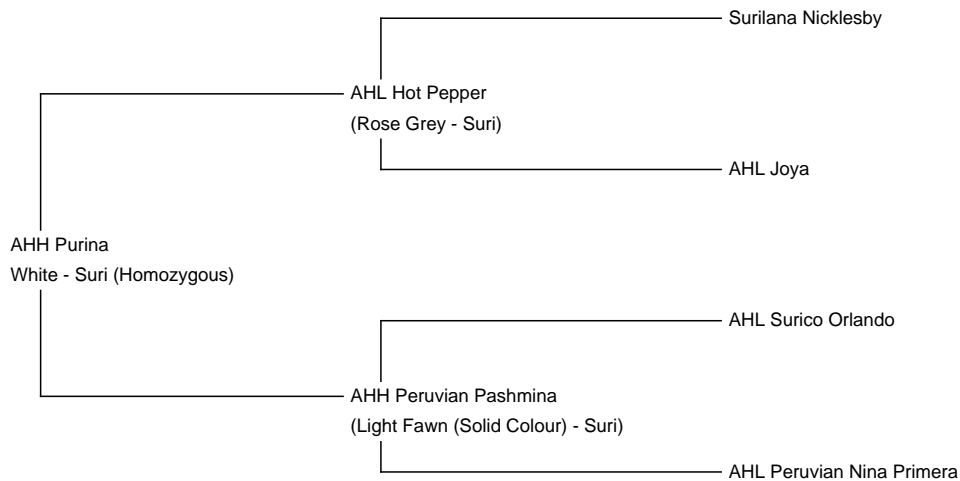 Surilana Nicklesby
AHL Hot Pepper
(Rose Grey - Suri)
AHL Joya
AHH Purina
White - Suri (Homozygous)
AHL Surico Orlando
AHH Peruvian Pashmina
(Light Fawn (Solid Colour) - Suri)
AHL Peruvian Nina Primera